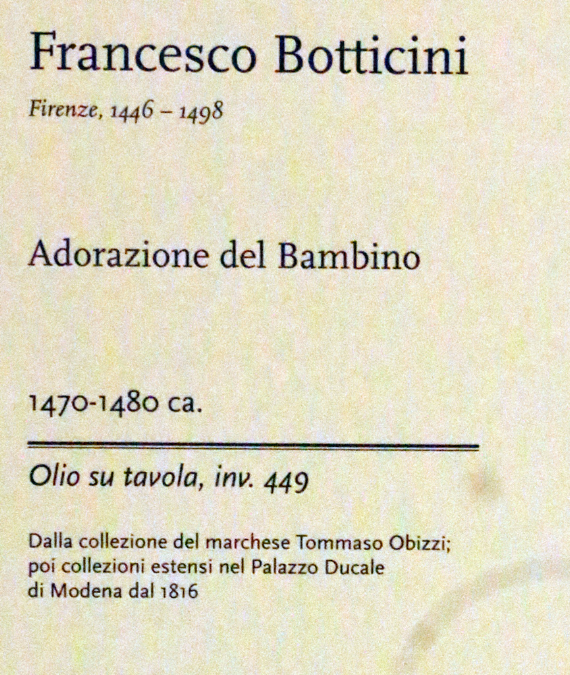 Francesco Botticini
Firenze, 1446 – 1498
Adorazione del Bambino
1470-1480 ca.
Olio su tavola, inv. 449
Dalla collezione del marchese Tommaso Obizzi;
poi collezioni estensi nel Palazzo Ducale
di Modena dal 1816